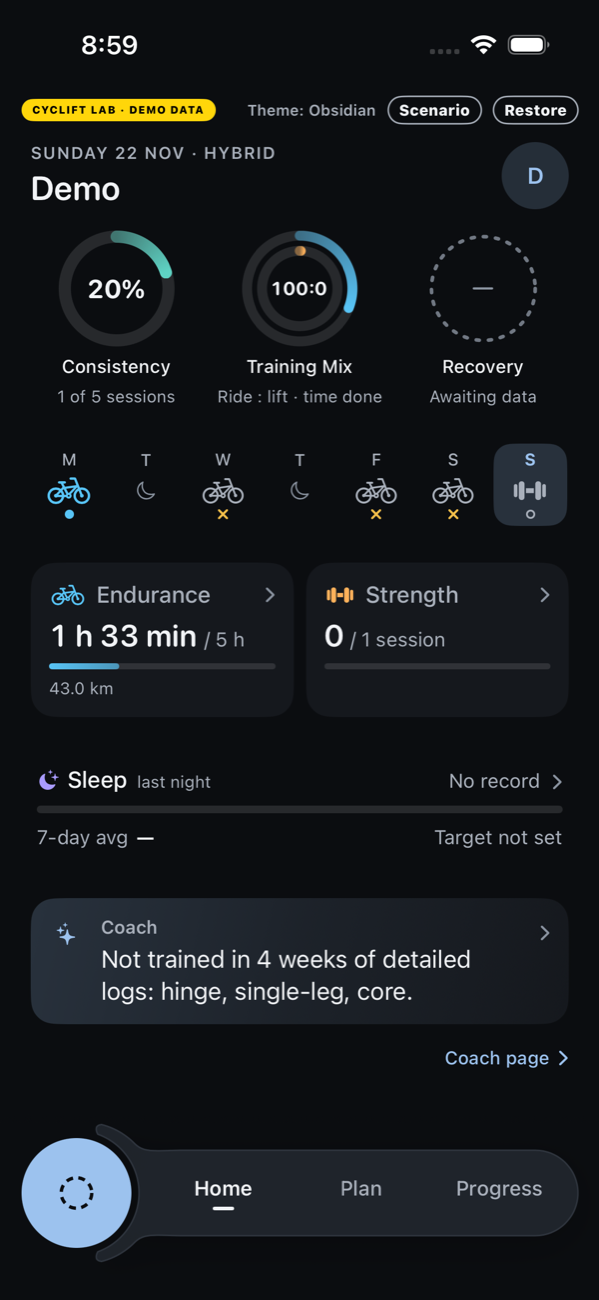 8:59
CYCLIFT LAB · DEMO DATA
Theme: Obsidian
Scenario
Restore
SUNDAY 22 NOV · HYBRID
Demo
D
20%
100:0
—
Consistency
Training Mix
Recovery
1 of 5 sessions
Ride : lift · time done
Awaiting data
M T W T F S S
Endurance
1 h 33 min / 5 h
43.0 km
Strength
0 / 1 session
Sleep last night
No record
7-day avg —
Target not set
Coach
Not trained in 4 weeks of detailed
logs: hinge, single-leg, core.
Coach page
Home
Plan
Progress